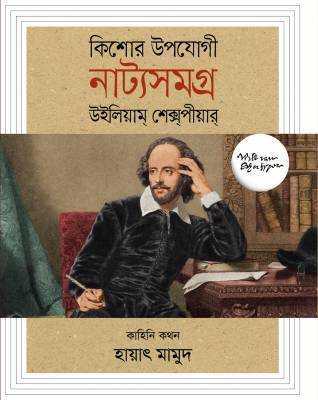 কিশোর উপযোগী
নাট্যসমগ্র
উইলিয়াম্ শেক্সপীয়ার্
কাহিনি কথন
হায়াৎ মামুদ